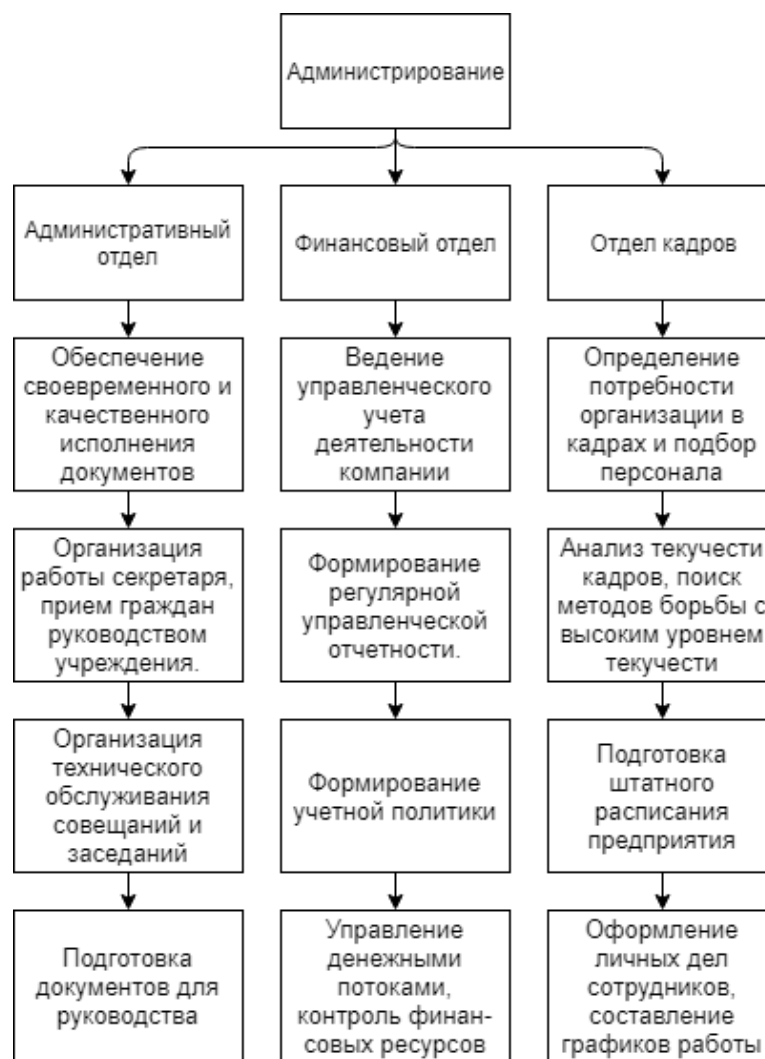 Администрирование
Административный
отдел
Финансовый отдел
Отдел кадров
Обеспечение
своевременного и
качественного
исполнения
документов
Ведение
управленческого
учета
деятельности
компании
Определение
потребности
организации в
кадрах и подбор
персонала
Организация
работы секретаря,
прием граждан
руководством
учреждения.
Формирование
регулярной
управленческой
отчетности.
Анализ текучести
кадров, поиск
методов борьбы с
высоким уровнем
текучести
Организация
технического
обслуживания
совещаний и
заседаний
Формирование
учетной политики
Подготовка
штатного
расписания
предприятия
Подготовка
документов для
руководства
Управление
денежными
потоками,
контроль финан-
совых ресурсов
Оформление
личных дел
сотрудников,
составление
графиков работы